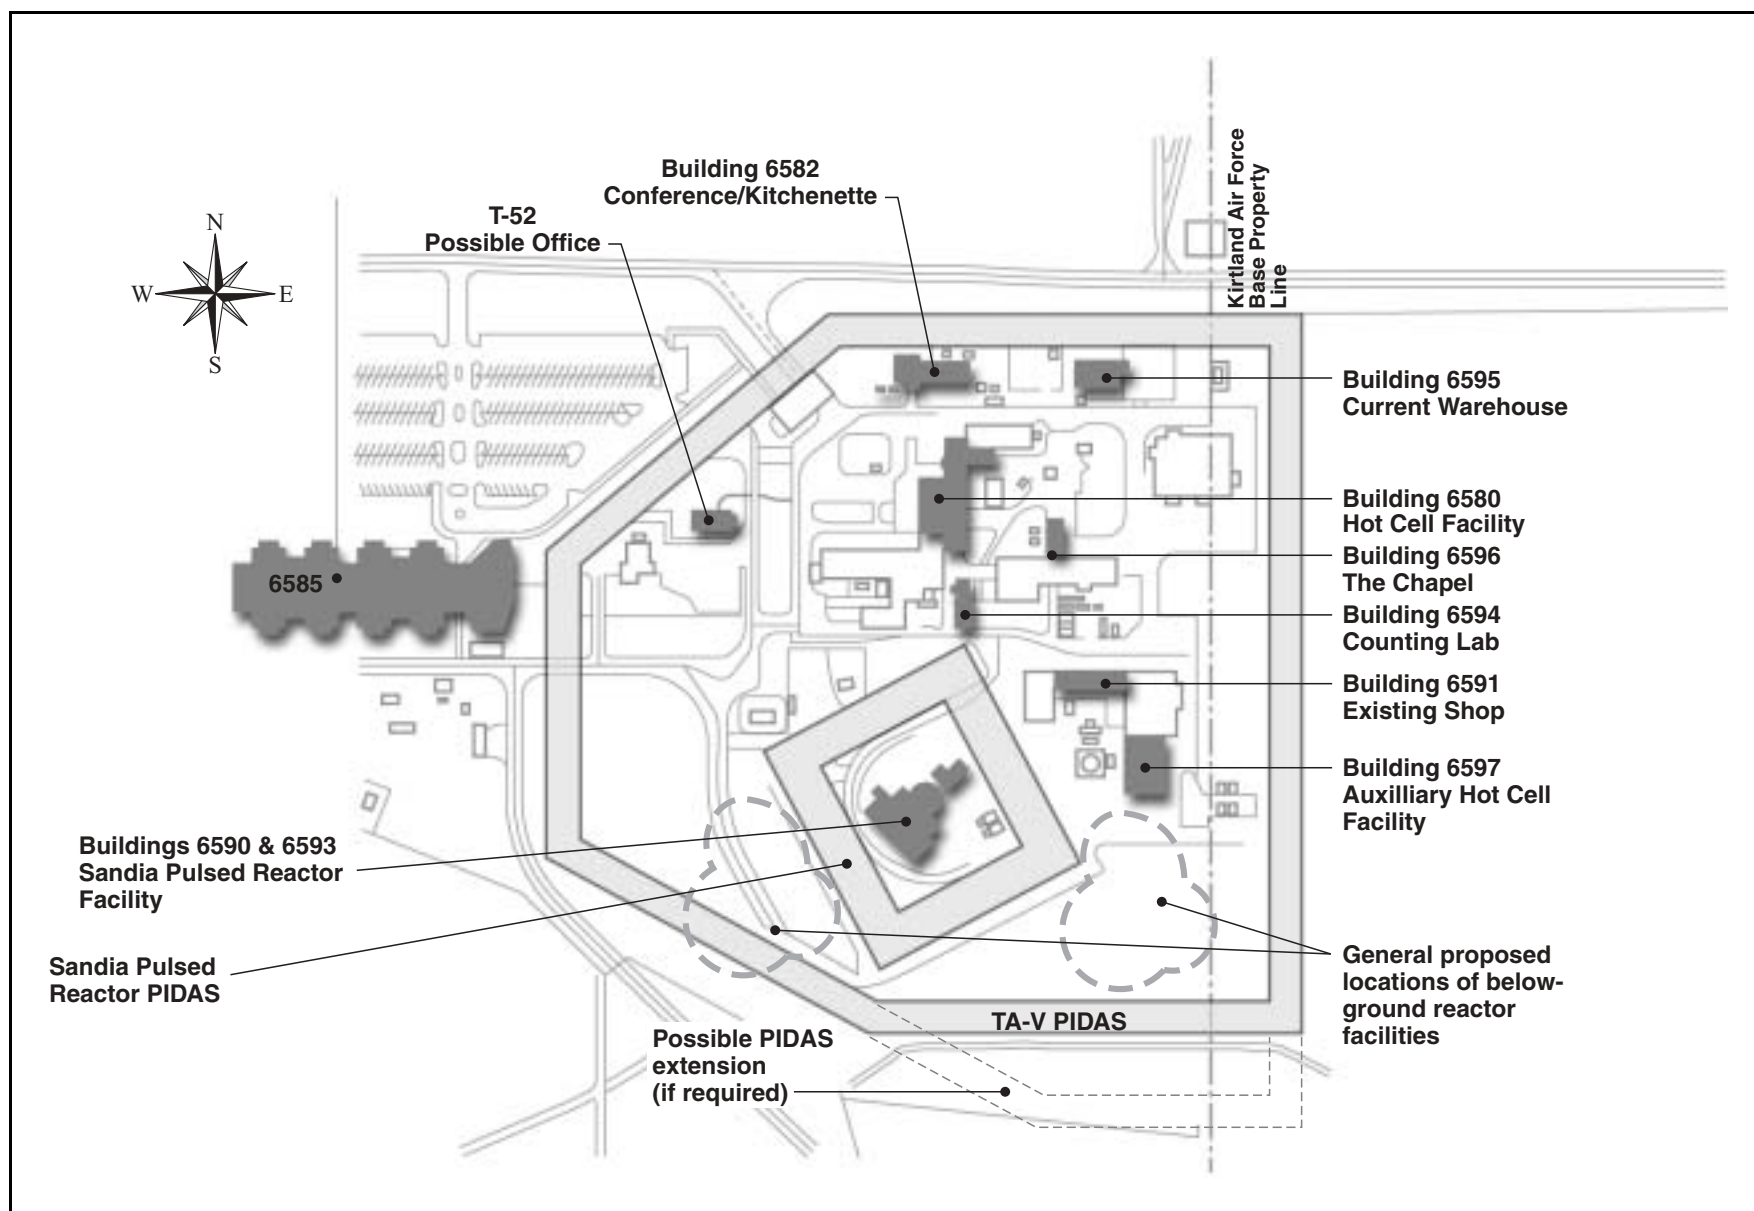 Building 6582
Conference/Kitchenette
T-52
Possible Office
N
W
E
S
Kirtland Air Force
Base Property
Line
Building 6595
Current Warehouse
Building 6580
Hot Cell Facility
Building 6596
The Chapel
Building 6594
Counting Lab
Building 6591
Existing Shop
Building 6597
Auxilliary Hot Cell
Facility
6585
Buildings 6590 & 6593
Sandia Pulsed Reactor
Facility
Sandia Pulsed
Reactor PIDAS
General proposed
locations of below-
ground reactor
facilities
TA-V PIDAS
Possible PIDAS
extension
(if required)